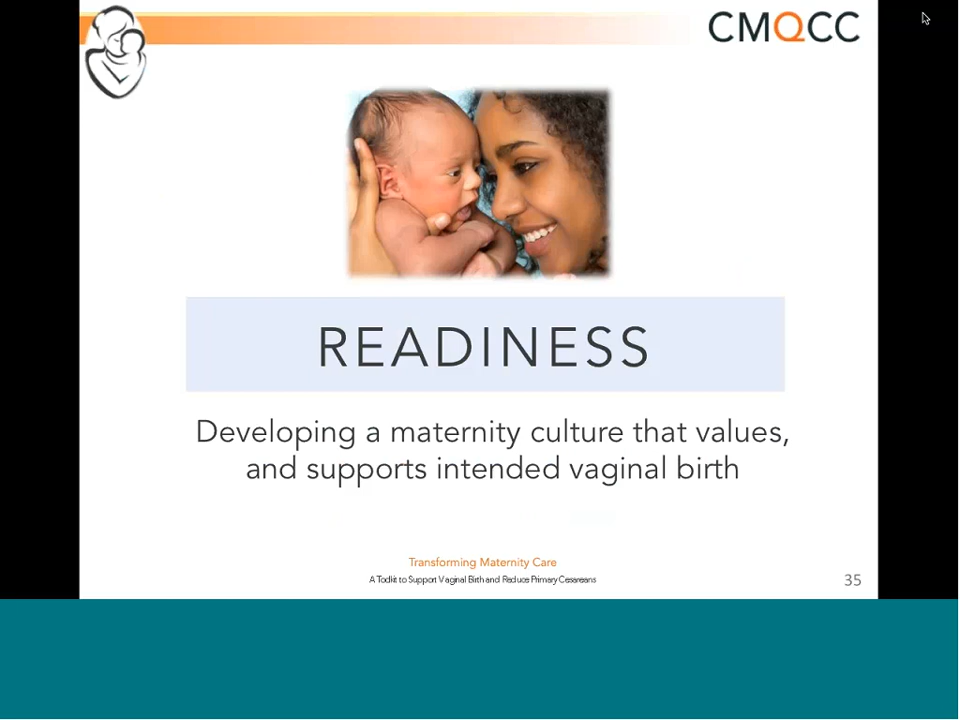 CMQCC
READINESS
Developing a maternity culture that values,
and supports intended vaginal birth
Transforming Maternity Care
A Toolkit to Support Vaginal Birth and Reduce Primary Cesareans
35